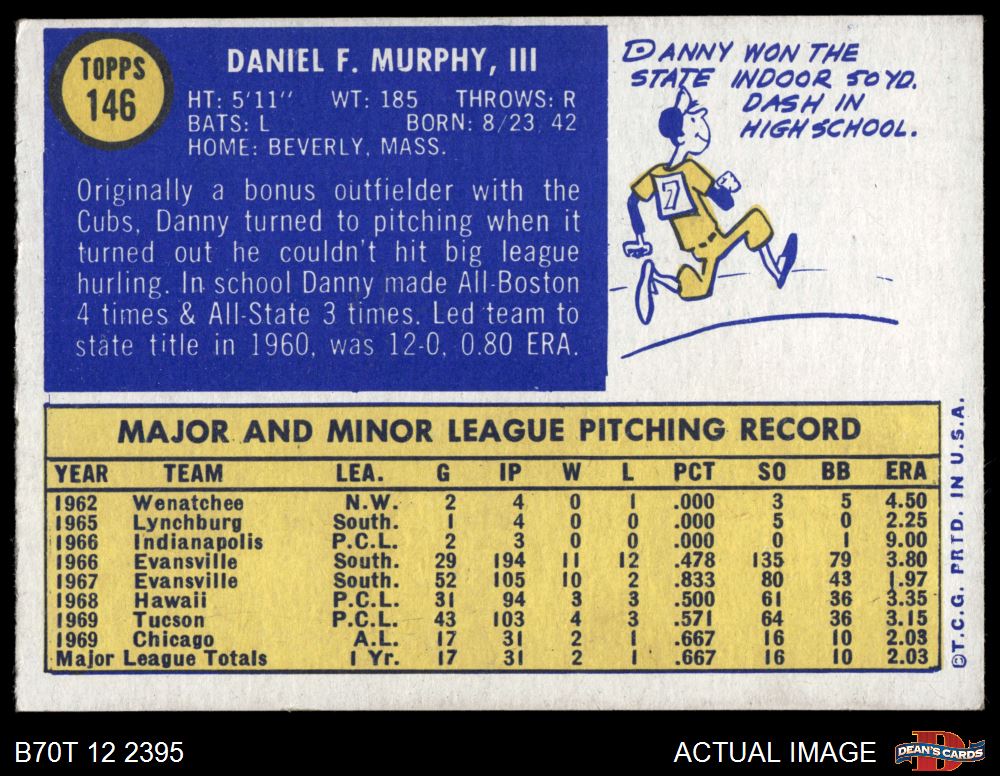 TOPPS
146
DANIEL F. MURPHY, III
HT: 5'11" WT: 185 THROWS: R
BATS: L BORN: 8/23 42
HOME: BEVERLY, MASS.
Originally a bonus outfielder with the
Cubs, Danny turned to pitching when it
turned out he couldn't hit big league
hurling. In school Danny made All-Boston
4 times & All-State 3 times. Led team to
state title in 1960, was 12-0, 0.80 ERA.
DANNY WON THE
STATE INDOOR 50 YD.
DASH IN
HIGH SCHOOL.
7
MAJOR AND MINOR LEAGUE PITCHING RECORD
YEAR TEAM LEA. G IP W L PCT SO BB ERA
1962 Wenatchee N.W. 2 4 0 1 .000 3 5 4.50
1965 Lynchburg South. 1 4 0 0 .000 5 0 2.25
1966 Indianapolis P.C.L. 2 3 0 0 .000 0 1 9.00
1966 Evansville South. 29 194 11 12 .478 135 79 3.80
1967 Evansville South. 52 105 10 2 .833 80 43 1.97
1968 Hawaii P.C.L. 31 94 3 3 .500 61 36 3.35
1969 Tucson P.C.L. 43 103 4 3 .571 64 36 3.15
1969 Chicago A.L. 17 31 2 1 .667 16 10 2.03
Major League Totals 1 Yr. 17 31 2 1 .667 16 10 2.03
©T.C.G. PRTD. IN U.S.A.
B70T 12 2395
ACTUAL IMAGE
D
DEAN'S CARDS